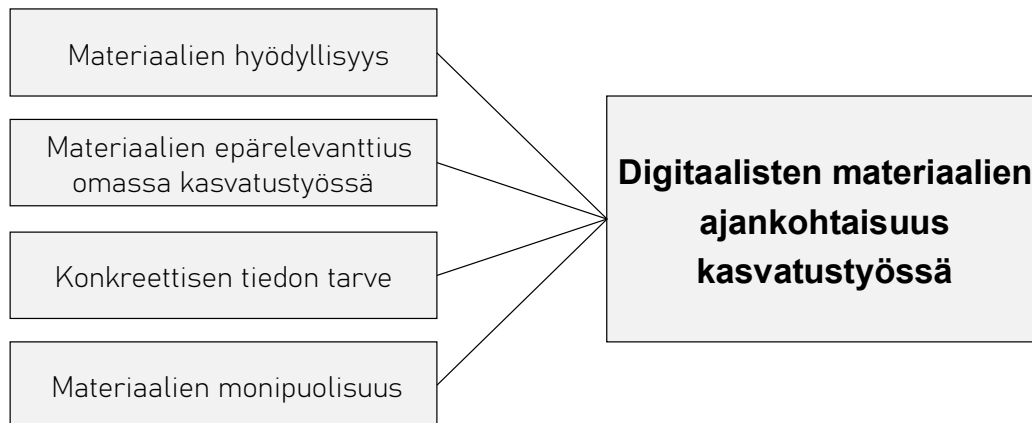 Materiaalien hyödyllisyys
Materiaalien epärelevanttius
omassa kasvatustyössä
Konkreettisen tiedon tarve
Materiaalien monipuolisuus
Digitaalisten materiaalien
ajankohtaisuus
kasvatustyössä